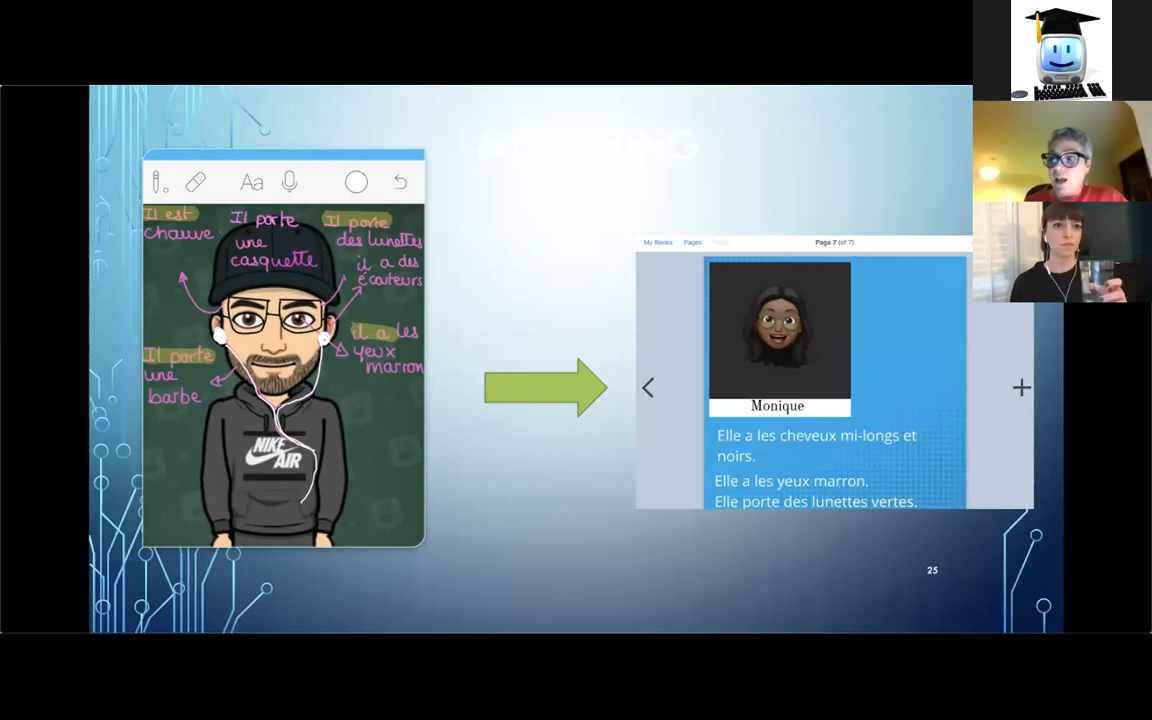 Aa
Il est
chauve
Il porte
une
casquette
Il porte
des lunettes
il a des
écouteurs
il a les
yeux
marron
Il porte
une
barbe
NIKE
AIR
My Books
Pages
Undo
Page 7 (of 7)
Monique
Elle a les cheveux mi-longs et
noirs.
Elle a les yeux marron.
Elle porte des lunettes vertes.
25